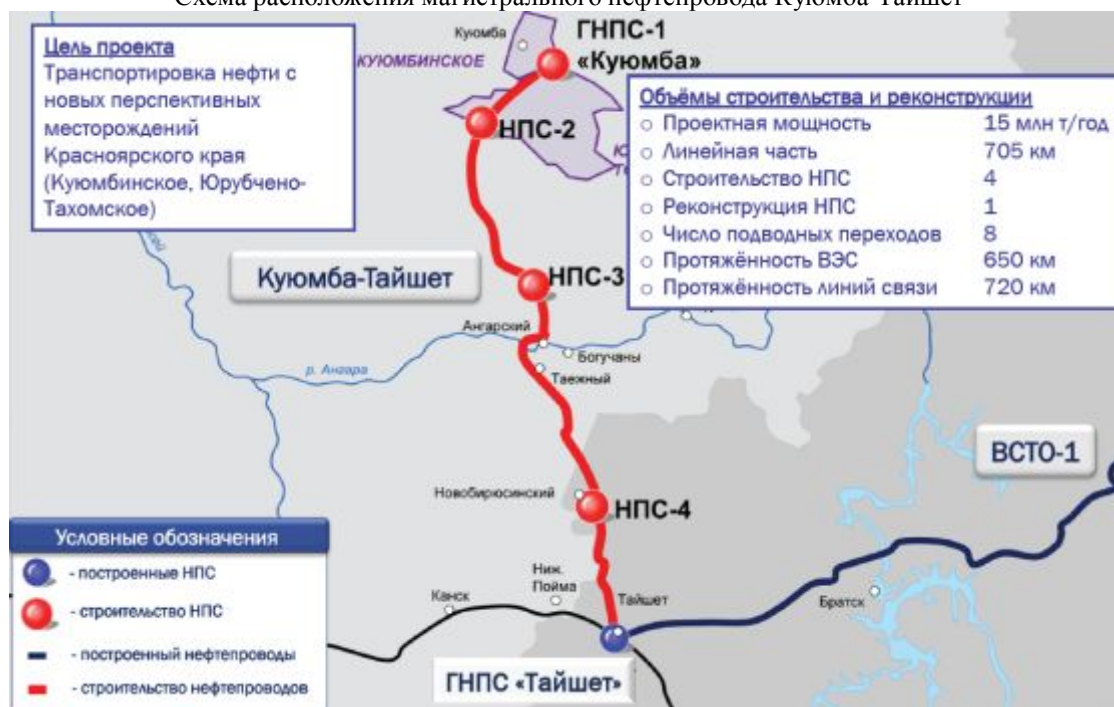 Схема расположения магистрального нефтепровода Куюмба-Тайшет
Цель проекта
Транспортировка нефти с
новых перспективных
месторождений
Красноярского края
(Куюмбинское, Юрубчено-
Тахомское)
Куюмба
КУЮМБИНСКОЕ
ГНПС-1
«Куюмба»
НПС-2
Объёмы строительства и реконструкции
Проектная мощность 15 млн т/год
Линейная часть 705 км
Строительство НПС 4
Реконструкция НПС 1
Число подводных переходов 8
Протяжённость ВЭС 650 км
Протяжённость линий связи 720 км
Куюмба-Тайшет
НПС-3
Ангарский
Богучаны
Таежный
р. Ангара
ВСТО-1
Новобирюсинский
НПС-4
Ниж.
Пойма
Канск
Тайшет
Братск
ГНПС «Тайшет»
Условные обозначения
- построенные НПС
- строительство НПС
- построенный нефтепроводы
- строительство нефтепроводов